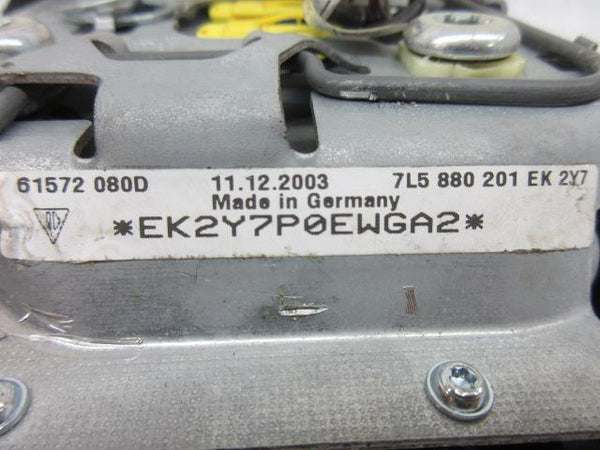 61572 080D 11.12.2003 7L5 880 201 EK 2Y7
Made in Germany
*EK2Y7P0EWGA2*